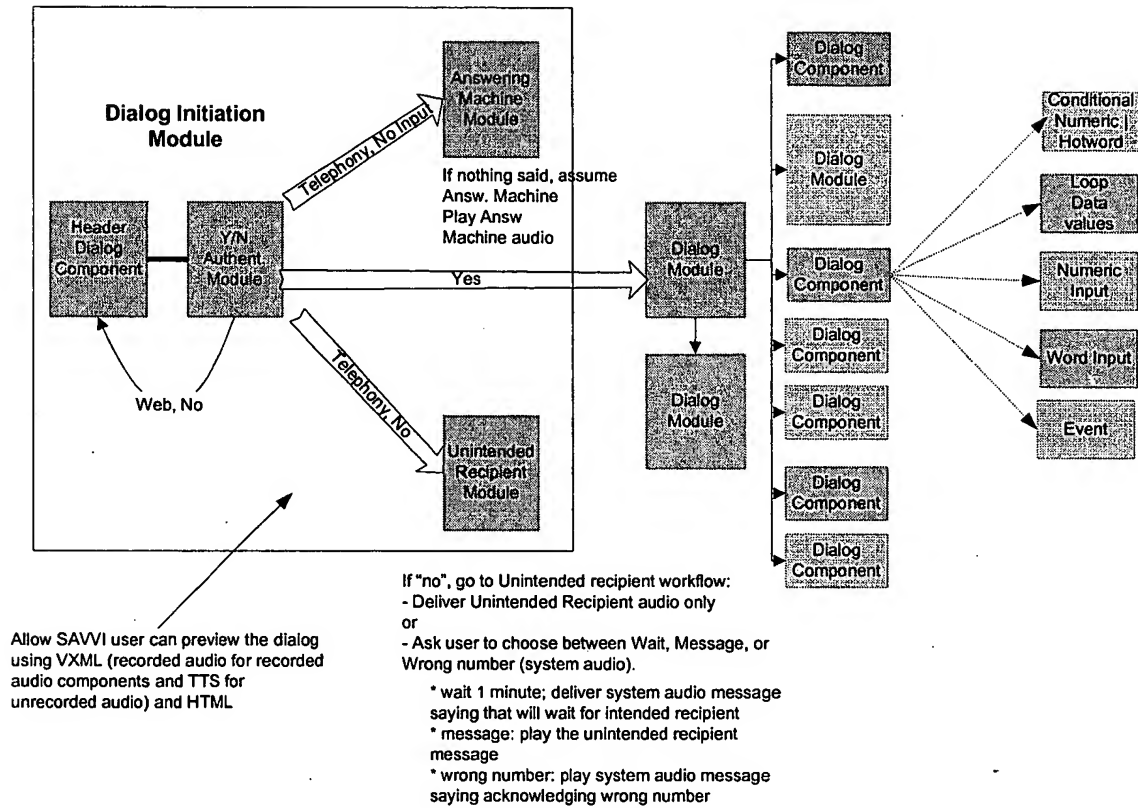 Dialog Initiation
Module
Header
Dialog
Component
Y/N
Authent.
Module
Web, No
Telephony, No Input
Answering
Machine
Module
If nothing said, assume
Answ. Machine
Play Answ
Machine audio
Yes
Telephony, No
Unintended
Recipient
Module
Dialog
Module
Dialog
Module
Dialog
Component
Dialog
Module
Dialog
Component
Dialog
Component
Dialog
Component
Dialog
Component
Dialog
Component
Conditional
Numeric |
Hotword
Loop
Data
values
Numeric
Input
Word Input
Event
Allow SAVVI user can preview the dialog
using VXML (recorded audio for recorded
audio components and TTS for
unrecorded audio) and HTML
If "no", go to Unintended recipient workflow:
- Deliver Unintended Recipient audio only
or
- Ask user to choose between Wait, Message, or
Wrong number (system audio).
* wait 1 minute; deliver system audio message
saying that will wait for intended recipient
* message: play the unintended recipient
message
* wrong number: play system audio message
saying acknowledging wrong number